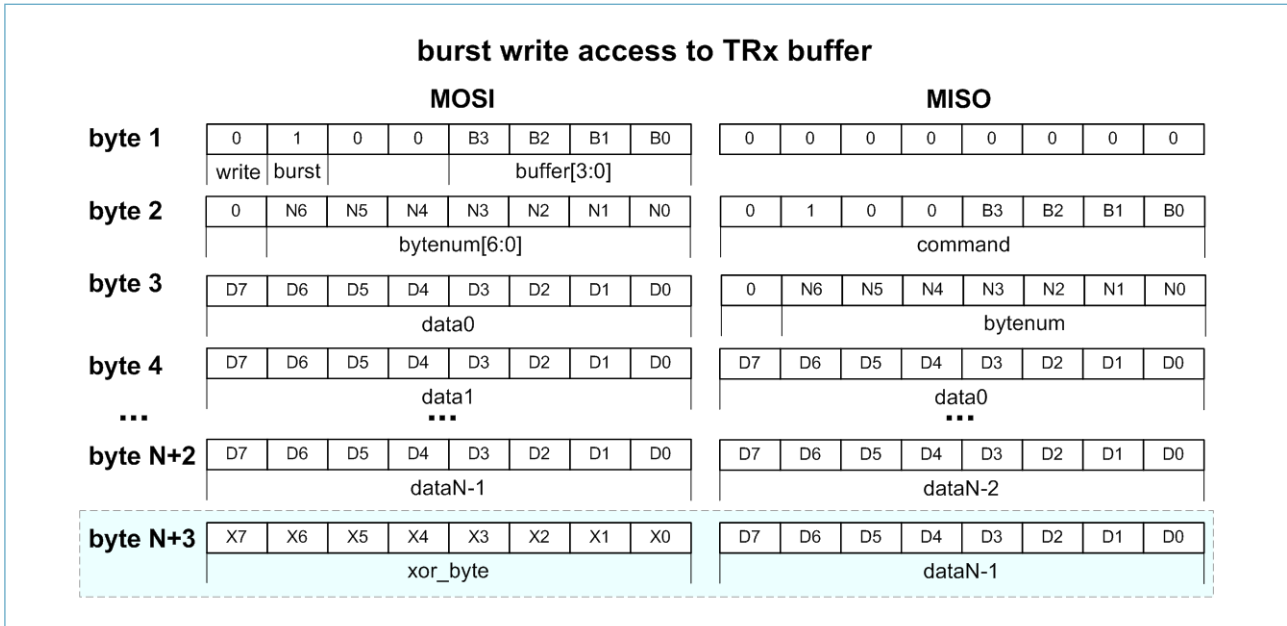 burst write access to TRx buffer
MOSI MISO
byte 1 0 1 0 0 B3 B2 B1 B0 0 0 0 0 0 0 0 0
write burst buffer[3:0]
byte 2 0 N6 N5 N4 N3 N2 N1 N0 0 1 0 0 B3 B2 B1 B0
bytenum[6:0] command
byte 3 D7 D6 D5 D4 D3 D2 D1 D0 0 N6 N5 N4 N3 N2 N1 N0
data0 bytenum
byte 4 D7 D6 D5 D4 D3 D2 D1 D0 D7 D6 D5 D4 D3 D2 D1 D0
data1 data0
... ... ...
byte N+2 D7 D6 D5 D4 D3 D2 D1 D0 D7 D6 D5 D4 D3 D2 D1 D0
dataN-1 dataN-2
byte N+3 X7 X6 X5 X4 X3 X2 X1 X0 D7 D6 D5 D4 D3 D2 D1 D0
xor_byte dataN-1